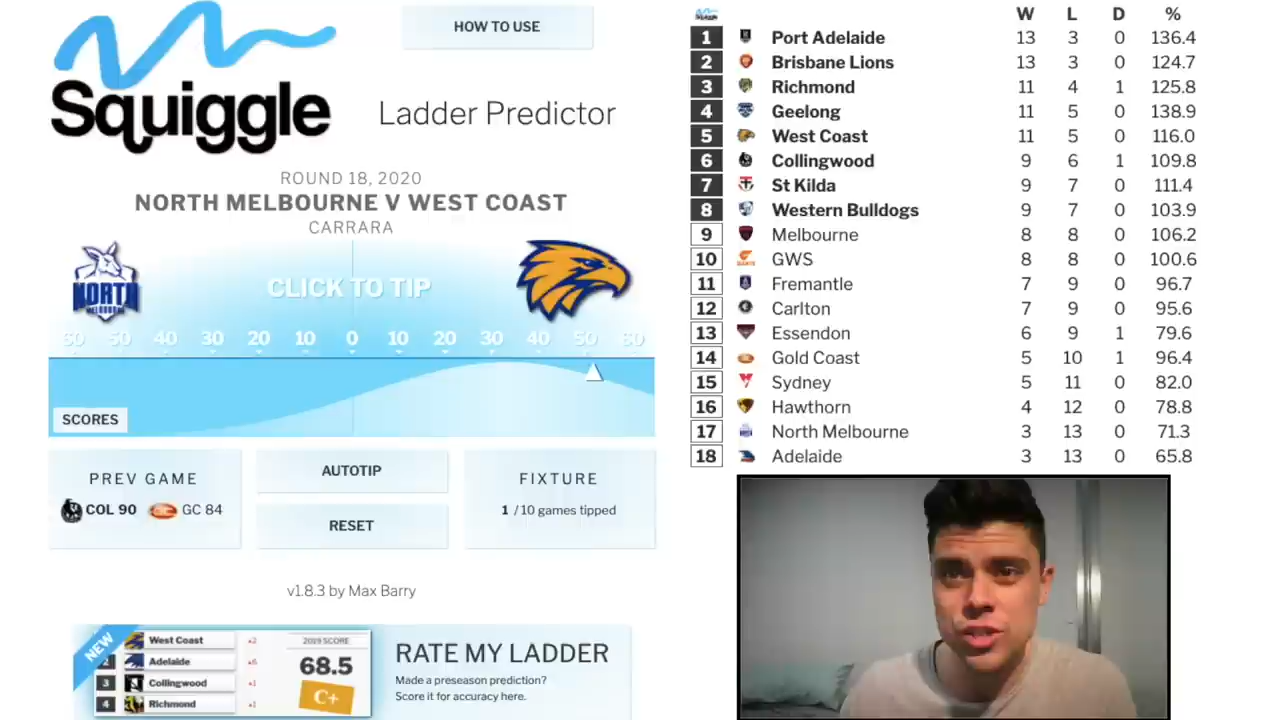 HOW TO USE
Squiggle
Ladder Predictor
ROUND 18, 2020
NORTH MELBOURNE V WEST COAST
CARRARA
NORTH
MELBOURNE
CLICK TO TIP
60 50 40 30 20 10 0 10 20 30 40 50 60
SCORES
PREV GAME
COL 90 GC 84
AUTOTIP
RESET
FIXTURE
1 / 10 games tipped
v1.8.3 by Max Barry
NEW
West Coast 2
2 Adelaide 6
3 Collingwood 1
4 Richmond 1
2019 SCORE
68.5
C+
RATE MY LADDER
Made a preseason prediction?
Score it for accuracy here.
Squiggle W L D %
1 Port Adelaide 13 3 0 136.4
2 Brisbane Lions 13 3 0 124.7
3 Richmond 11 4 1 125.8
4 Geelong 11 5 0 138.9
5 West Coast 11 5 0 116.0
6 Collingwood 9 6 1 109.8
7 St Kilda 9 7 0 111.4
8 Western Bulldogs 9 7 0 103.9
9 Melbourne 8 8 0 106.2
10 GWS 8 8 0 100.6
11 Fremantle 7 9 0 96.7
12 Carlton 7 9 0 95.6
13 Essendon 6 9 1 79.6
14 Gold Coast 5 10 1 96.4
15 Sydney 5 11 0 82.0
16 Hawthorn 4 12 0 78.8
17 North Melbourne 3 13 0 71.3
18 Adelaide 3 13 0 65.8